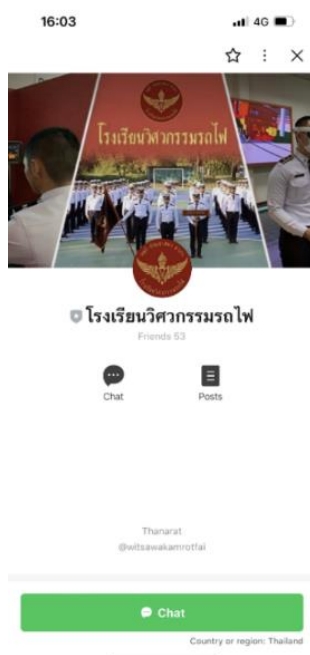 16:03
4G
โรงเรียนวิศวกรรมรถไฟ
โรงเรียนวิศวกรรมรถไฟ
Friends 53
Chat
Posts
Thanarat
@witsawakamrotfai
Chat
Country or region: Thailand